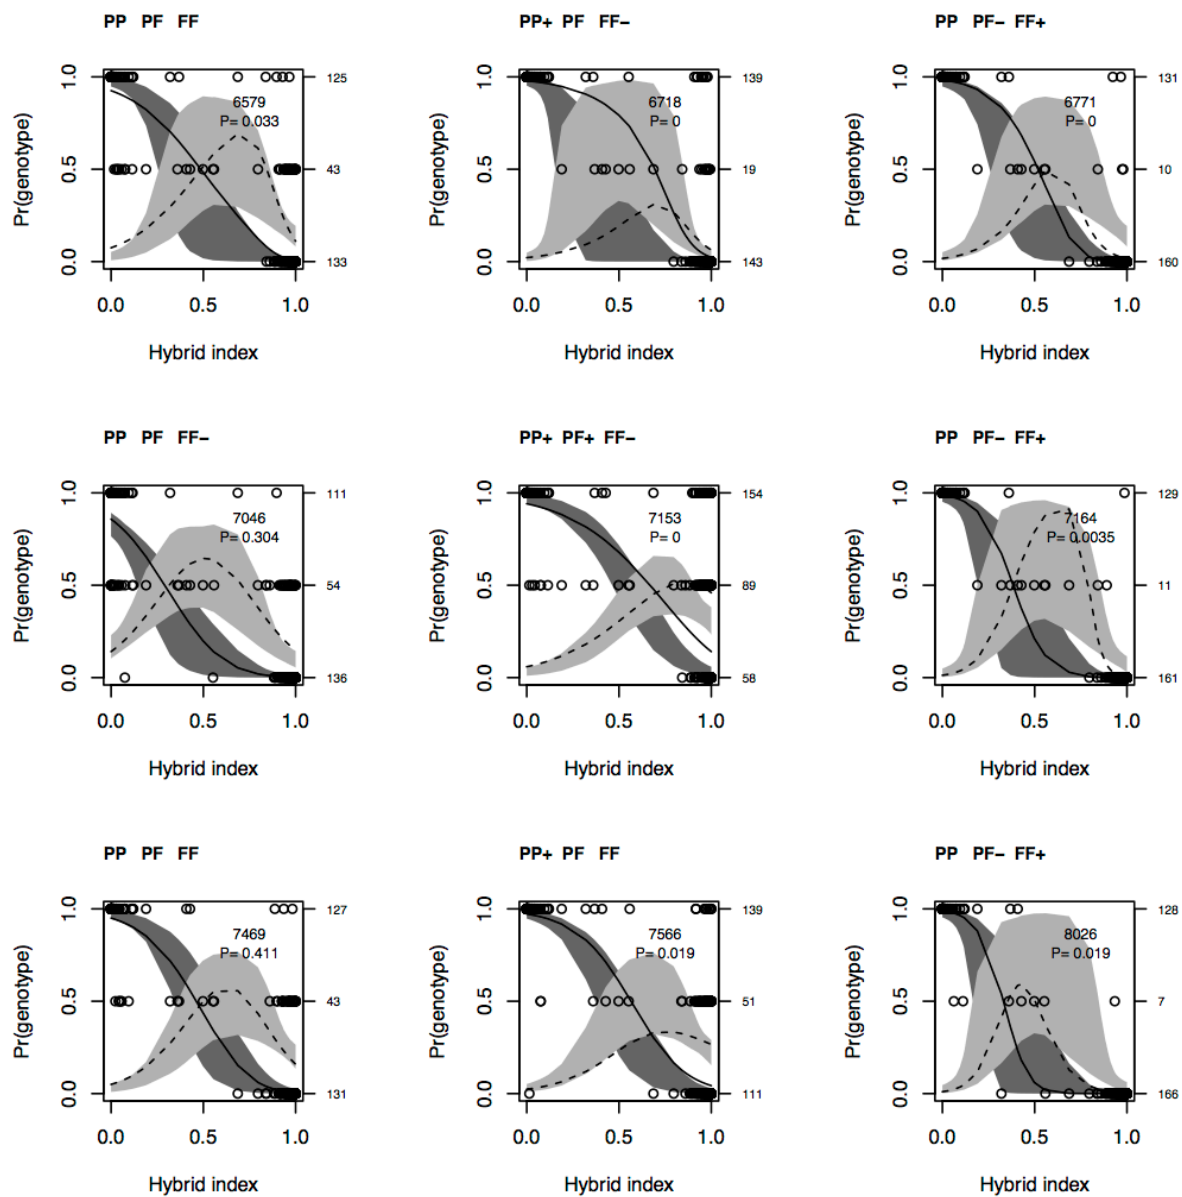 PP PF FF
PP+ PF FF−
PP PF− FF+
1.0
0.5
0.0
Pr(genotype)
6579
P= 0.033
125
43
133
0.0 0.5 1.0
Hybrid index
1.0
0.5
0.0
Pr(genotype)
6718
P= 0
139
19
143
0.0 0.5 1.0
Hybrid index
1.0
0.5
0.0
Pr(genotype)
6771
P= 0
131
10
160
0.0 0.5 1.0
Hybrid index
PP PF FF−
PP+ PF+ FF−
PP PF− FF+
1.0
0.5
0.0
Pr(genotype)
7046
P= 0.304
111
54
136
0.0 0.5 1.0
Hybrid index
1.0
0.5
0.0
Pr(genotype)
7153
P= 0
154
89
58
0.0 0.5 1.0
Hybrid index
1.0
0.5
0.0
Pr(genotype)
7164
P= 0.0035
129
11
161
0.0 0.5 1.0
Hybrid index
PP PF FF
PP+ PF FF
PP PF− FF+
1.0
0.5
0.0
Pr(genotype)
7469
P= 0.411
127
43
131
0.0 0.5 1.0
Hybrid index
1.0
0.5
0.0
Pr(genotype)
7566
P= 0.019
139
51
111
0.0 0.5 1.0
Hybrid index
1.0
0.5
0.0
Pr(genotype)
8026
P= 0.019
128
7
166
0.0 0.5 1.0
Hybrid index